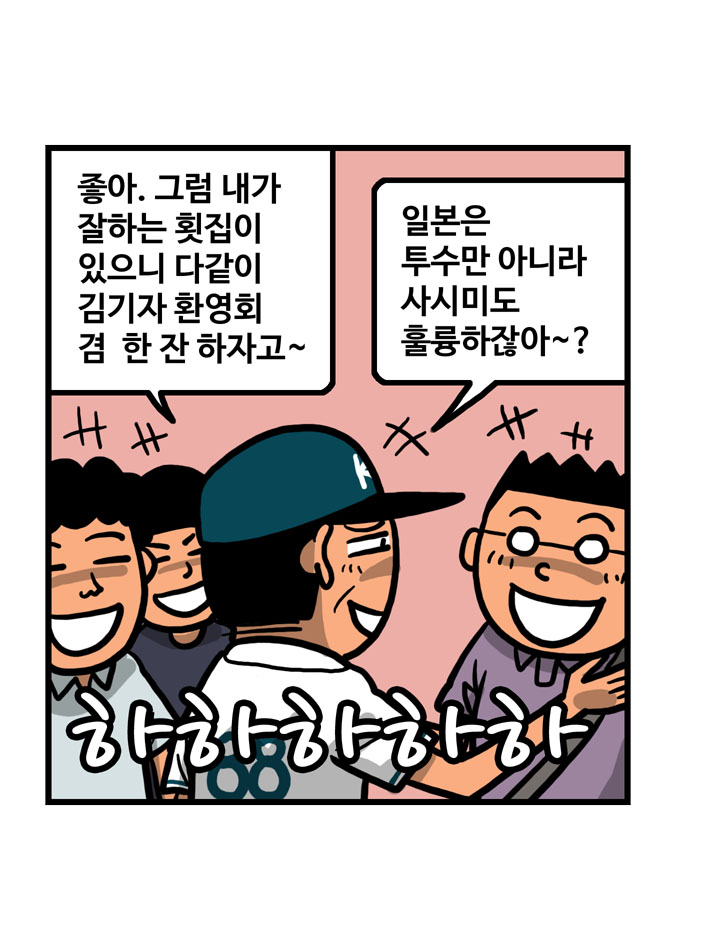 좋아. 그럼 내가
잘하는 횟집이
있으니 다같이
김기자 환영회
겸 한 잔 하자고~
일본은
투수만 아니라
사시미도
훌륭하잖아~?
K
하하하하하
68